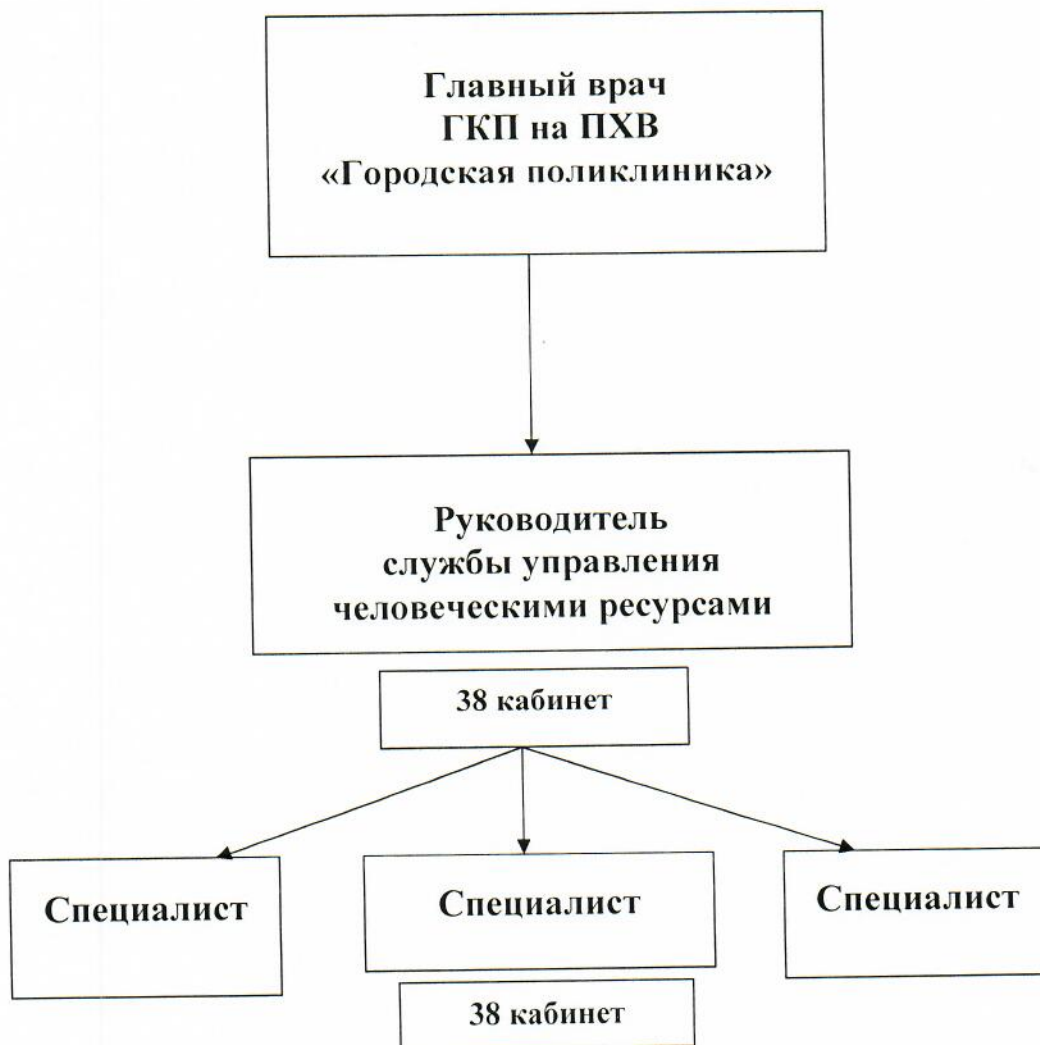 Главный врач
ГКП на ПХВ
«Городская поликлиника»
Руководитель
службы управления
человеческими ресурсами
38 кабинет
Специалист
Специалист
Специалист
38 кабинет